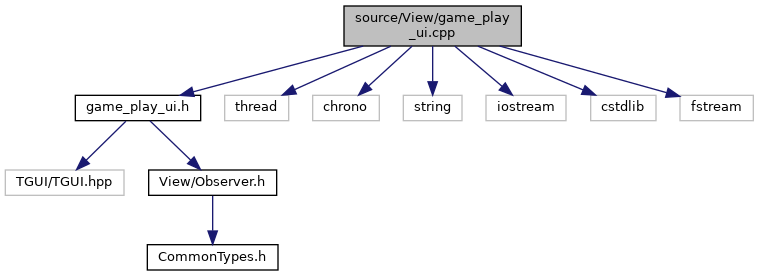 source/View/game_play
_ui.cpp
game_play_ui.h
thread
chrono
string
iostream
cstdlib
fstream
TGUI/TGUI.hpp
View/Observer.h
CommonTypes.h